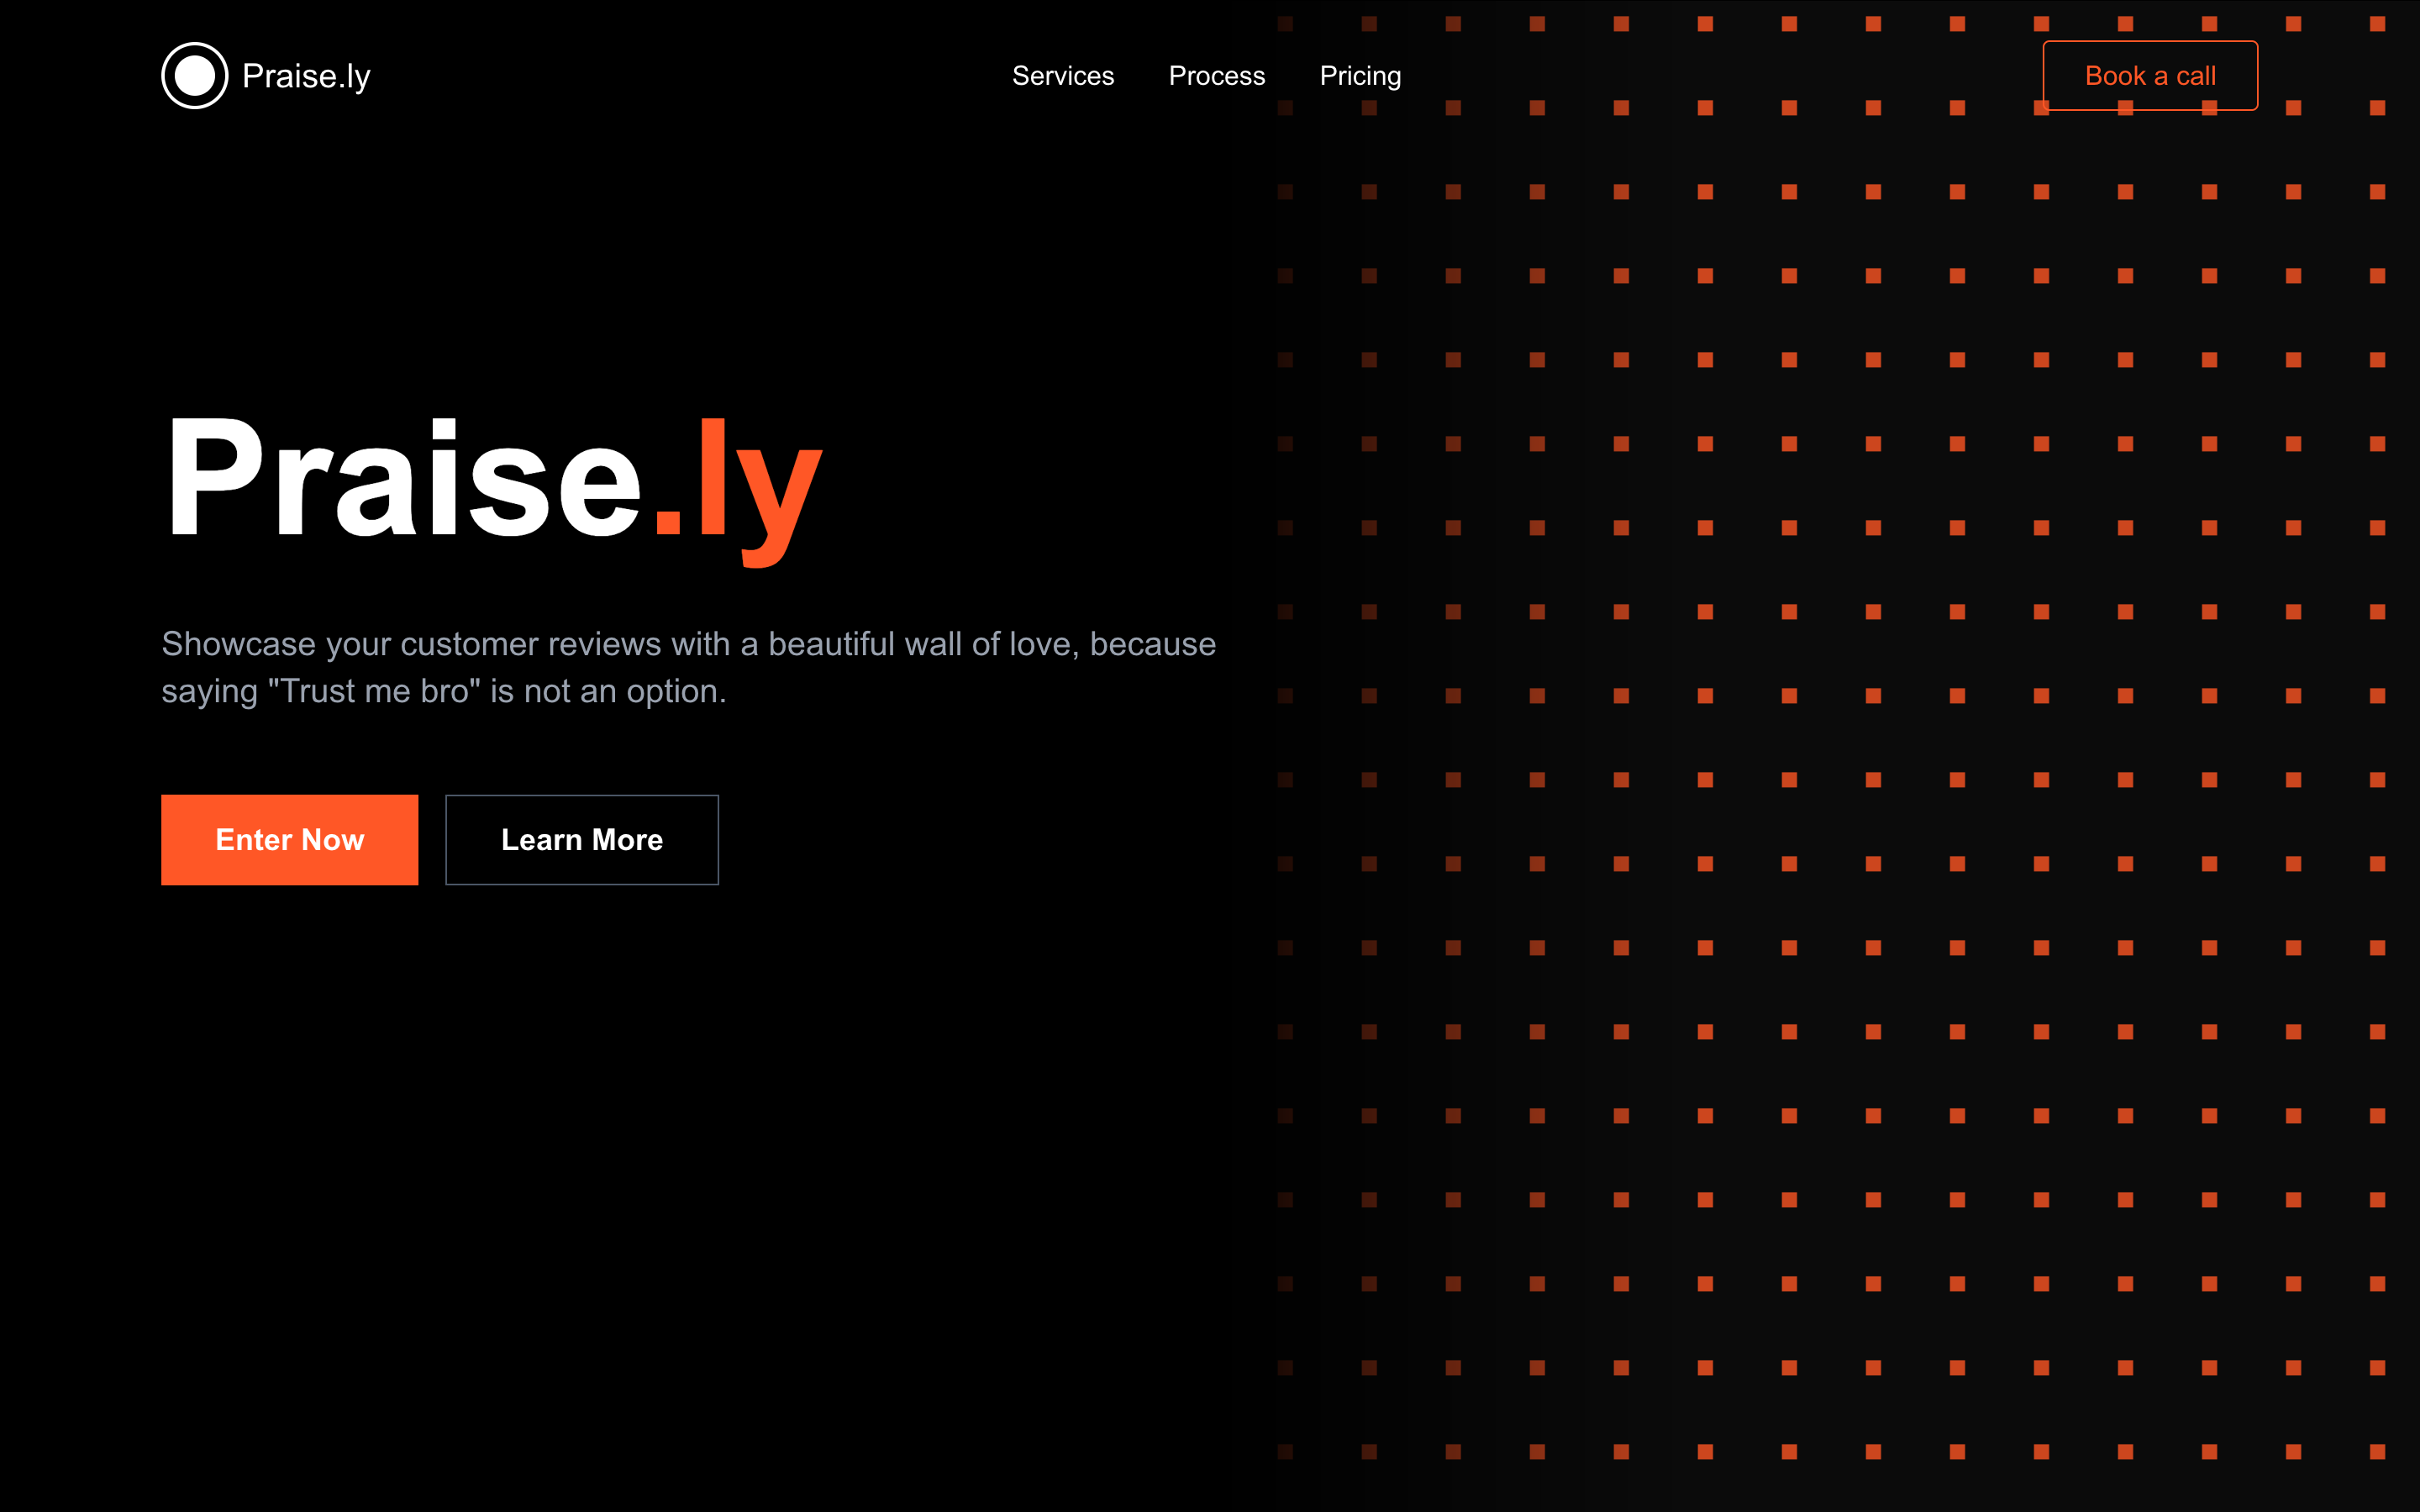 Praise.ly
Services
Process
Pricing
Book a call
Praise.ly
Showcase your customer reviews with a beautiful wall of love, because
saying "Trust me bro" is not an option.
Enter Now
Learn More